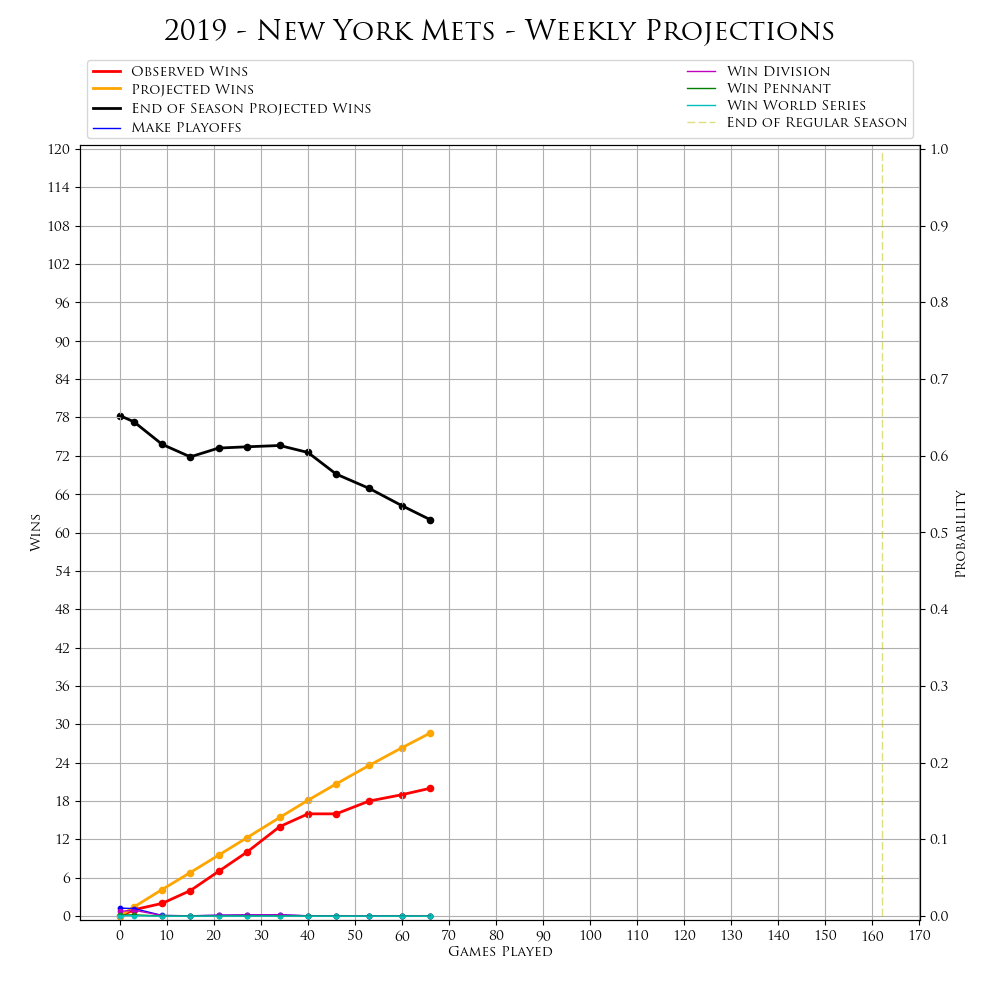 2019 - New York Mets - Weekly Projections
Observed Wins
Projected Wins
End of Season Projected Wins
Make Playoffs
Win Division
Win Pennant
Win World Series
End of Regular Season
120
114
108
102
96
90
84
78
72
66
60
54
48
42
36
30
24
18
12
6
0
Wins
1.0
0.9
0.8
0.7
0.6
0.5
0.4
0.3
0.2
0.1
0.0
Probability
0 10 20 30 40 50 60 70 80 90 100 110 120 130 140 150 160 170
Games Played